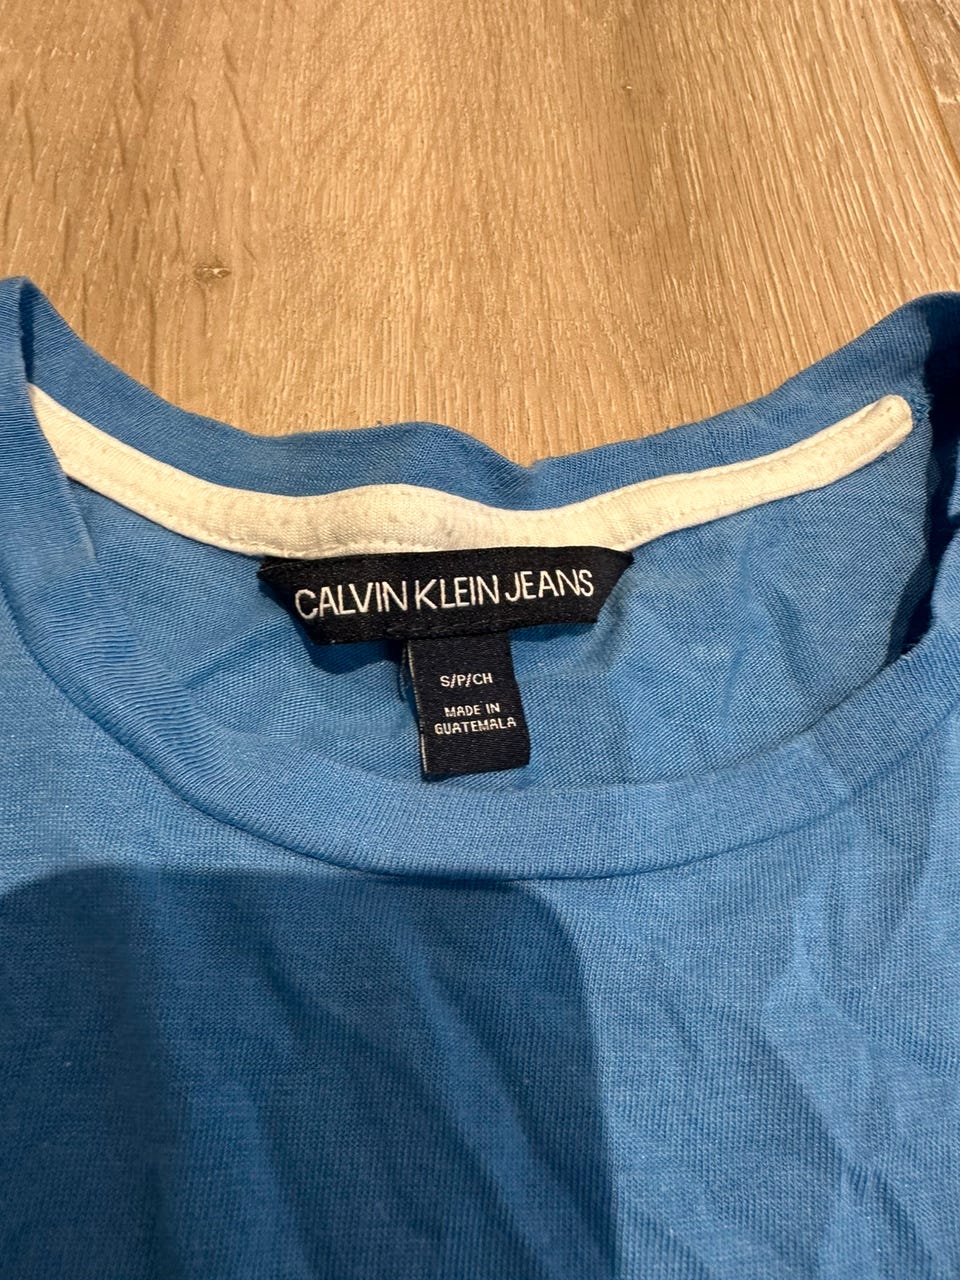 CALVIN KLEIN JEANS
S/P/CH
MADE IN
GUATEMALA